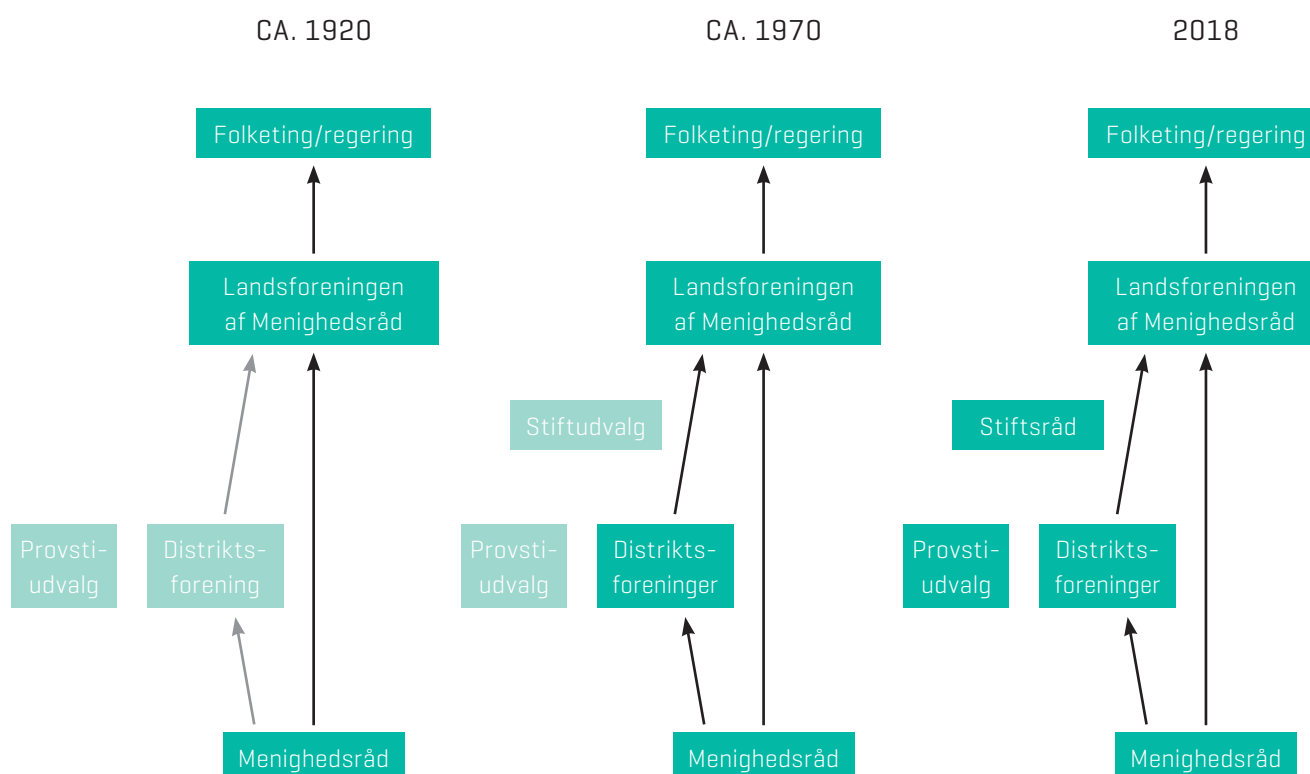 CA. 1920
Folketing/regering
Landsforeningen
af Menighedsråd
Provsti-
udvalg
Distrikts-
forening
Menighedsråd
CA. 1970
Folketing/regering
Landsforeningen
af Menighedsråd
Stiftudvalg
Provsti-
udvalg
Distrikts-
foreninger
Menighedsråd
2018
Folketing/regering
Landsforeningen
af Menighedsråd
Stiftsråd
Provsti-
udvalg
Distrikts-
foreninger
Menighedsråd